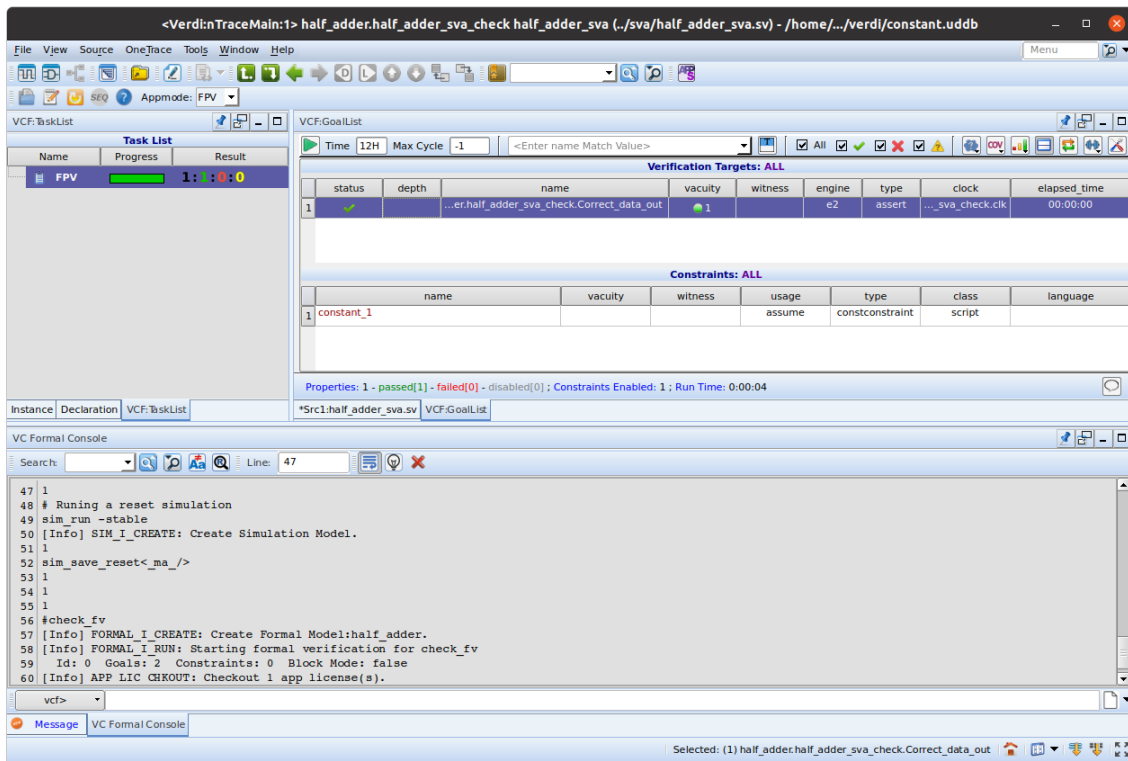 <Verdi:nTraceMain:1> half_adder.half_adder_sva_check half_adder_sva (../sva/half_adder_sva.sv) - /home/.../verdi/constant.uddb
File View Source OneTrace Tools Window Help Menu
Appmode: FPV
VCF:TaskList
Task List
Name Progress Result
FPV 1:1:0:0
VCF:GoalList
Time 12H Max Cycle -1 <Enter name Match Value> All
Verification Targets: ALL
status depth name vacuity witness engine type clock elapsed_time
1 ...er.half_adder_sva_check.Correct_data_out 1 e2 assert ..._sva_check.clk 00:00:00
Constraints: ALL
name vacuity witness usage type class language
1 constant_1 assume constconstraint script
Properties: 1 - passed[1] - failed[0] - disabled[0] ; Constraints Enabled: 1 ; Run Time: 0:00:04
Instance Declaration VCF:TaskList *Src1:half_adder_sva.sv VCF:GoalList
VC Formal Console
Search: Line: 47
47 1
48 # Runing a reset simulation
49 sim_run -stable
50 [Info] SIM_I_CREATE: Create Simulation Model.
51 1
52 sim_save_reset<_ma_/>
53 1
54 1
55 1
56 #check_fv
57 [Info] FORMAL_I_CREATE: Create Formal Model:half_adder.
58 [Info] FORMAL_I_RUN: Starting formal verification for check_fv
59 Id: 0 Goals: 2 Constraints: 0 Block Mode: false
60 [Info] APP_LIC_CHKOUT: Checkout 1 app license(s).
vcf>
Message VC Formal Console
Selected: (1) half_adder.half_adder_sva_check.Correct_data_out